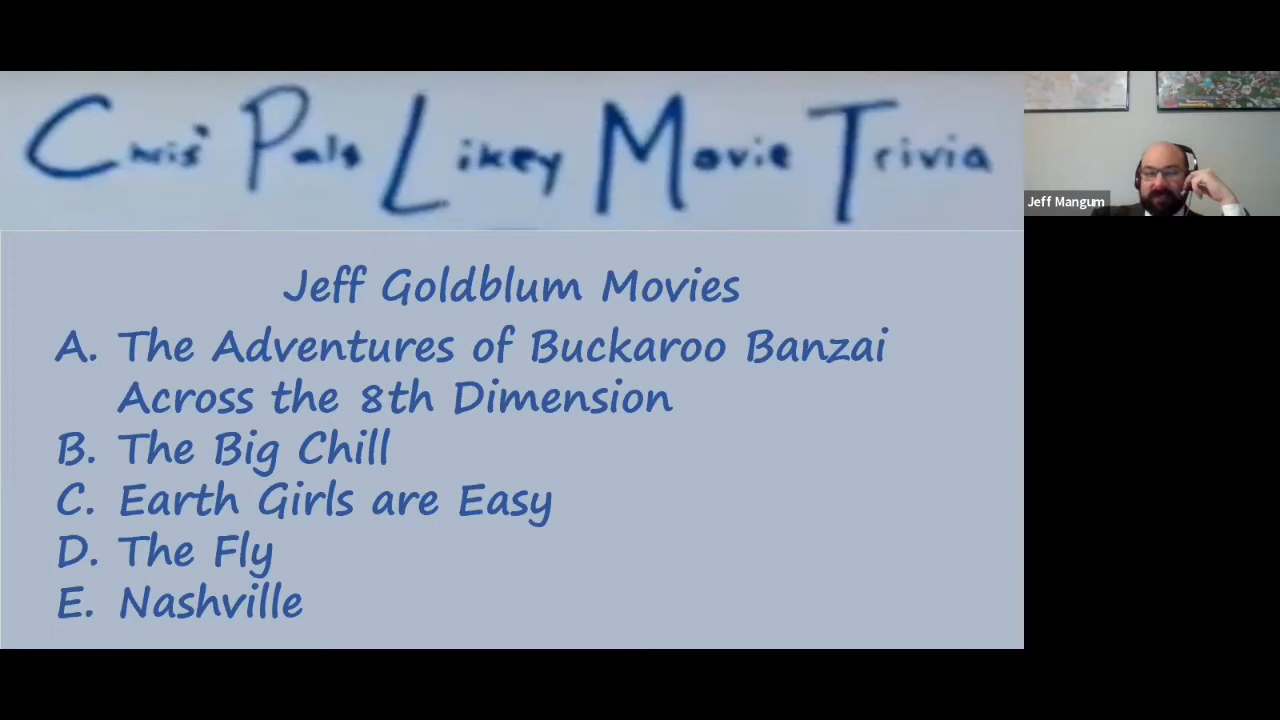 Chris' Pals Likey Movie Trivia
Jeff Mangum
Jeff Goldblum Movies
A. The Adventures of Buckaroo Banzai
Across the 8th Dimension
B. The Big Chill
C. Earth Girls are Easy
D. The Fly
E. Nashville